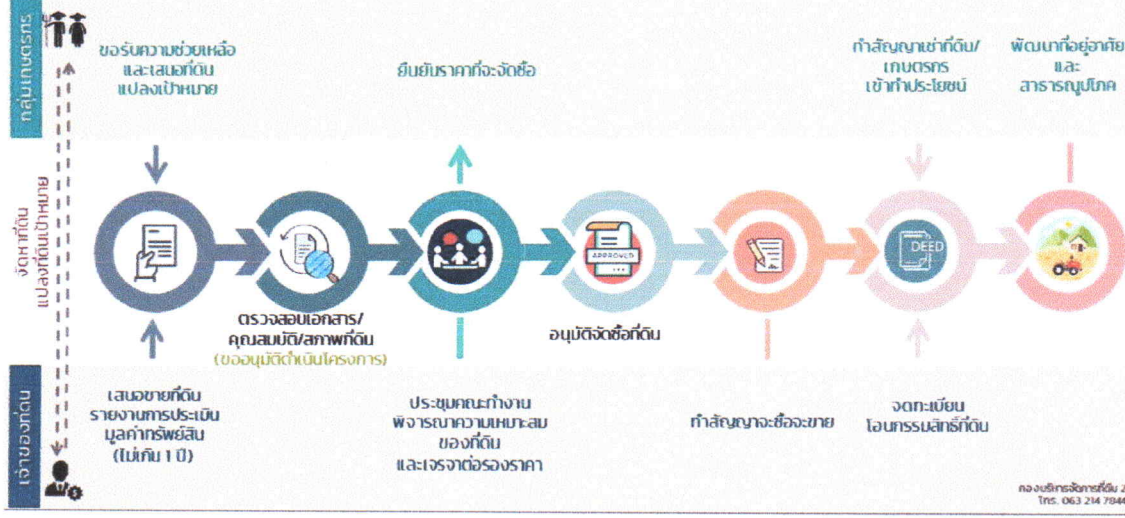 กลุ่มเกษตรกร
ขอรับความช่วยเหลือ
และเสนอที่ดิน
แปลงเป้าหมาย
ยืนยันราคาที่จะจัดซื้อ
ทำสัญญาเช่าที่ดิน/
เกษตรกร
เข้าทำประโยชน์
พัฒนาที่อยู่อาศัย
และ
สาธารณูปโภค
จัดหาที่ดิน
แปลงที่ดินเป้าหมาย
APPROVED
DEED
ตรวจสอบเอกสาร/
คุณสมบัติ/สภาพที่ดิน
(ขออนุมัติดำเนินโครงการ)
อนุมัติจัดซื้อที่ดิน
เจ้าของที่ดิน
เสนอขายที่ดิน
รายงานการประเมิน
มูลค่าทรัพย์สิน
(ไม่เกิน 1 ปี)
ประชุมคณะทำงาน
พิจารณาความเหมาะสม
ของที่ดิน
และเจรจาต่อรองราคา
ทำสัญญาจะซื้อจะขาย
จดทะเบียน
โอนกรรมสิทธิ์ที่ดิน
กองบริหารจัดการที่ดิน 2
โทร. 063 214 7844